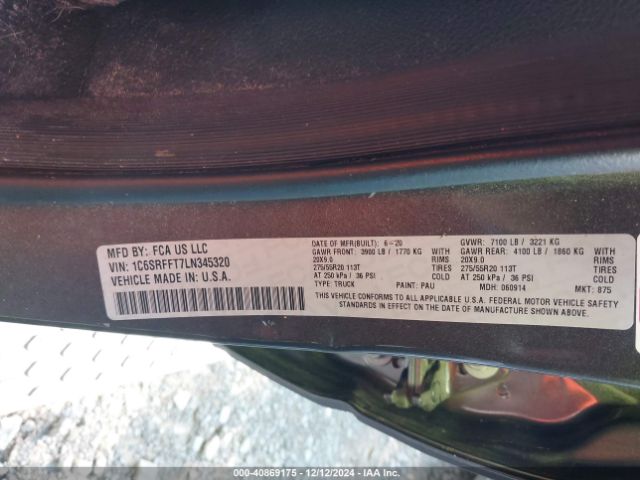 MFD BY: FCA US LLC
VIN: 1C6SRFFT7LN345320
VEHICLE MADE IN U.S.A.
DATE OF MFR(BUILT): 6-20
GAWR FRONT: 3900 LB / 1770 KG WITH
20X9.0 RIMS
275/55R20 113T TIRES
AT 250 kPa / 36 PSI COLD
TYPE: TRUCK PAINT: PAU
GVWR: 7100 LB / 3221 KG
GAWR REAR: 4100 LB / 1860 KG WITH
20X9.0 RIMS
275/55R20 113T TIRES
AT 250 kPa / 36 PSI COLD
MDH: 060914 MKT: 875
THIS VEHICLE CONFORMS TO ALL APPLICABLE U.S.A. FEDERAL MOTOR VEHICLE SAFETY
STANDARDS IN EFFECT ON THE DATE OF MANUFACTURE SHOWN ABOVE.
000-40869175 - 12/12/2024 - IAA Inc.